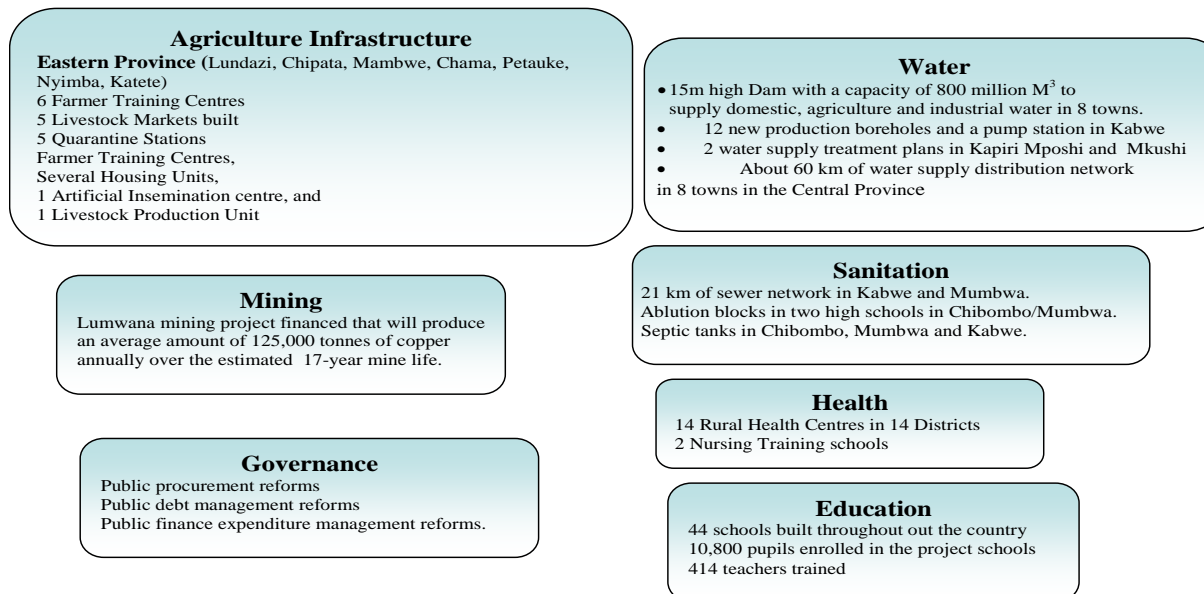 Agriculture Infrastructure
Eastern Province (Lundazi, Chipata, Mambwe, Chama, Petauke,
Nyimba, Katete)
6 Farmer Training Centres
5 Livestock Markets built
5 Quarantine Stations
Farmer Training Centres,
Several Housing Units,
1 Artificial Insemination centre, and
1 Livestock Production Unit
Water
• 15m high Dam with a capacity of 800 million M³ to
supply domestic, agriculture and industrial water in 8 towns.
• 12 new production boreholes and a pump station in Kabwe
• 2 water supply treatment plans in Kapiri Mposhi and Mkushi
• About 60 km of water supply distribution network
in 8 towns in the Central Province
Mining
Lumwana mining project financed that will produce
an average amount of 125,000 tonnes of copper
annually over the estimated 17-year mine life.
Sanitation
21 km of sewer network in Kabwe and Mumbwa.
Ablution blocks in two high schools in Chibombo/Mumbwa.
Septic tanks in Chibombo, Mumbwa and Kabwe.
Health
14 Rural Health Centres in 14 Districts
2 Nursing Training schools
Governance
Public procurement reforms
Public debt management reforms
Public finance expenditure management reforms.
Education
44 schools built throughout out the country
10,800 pupils enrolled in the project schools
414 teachers trained